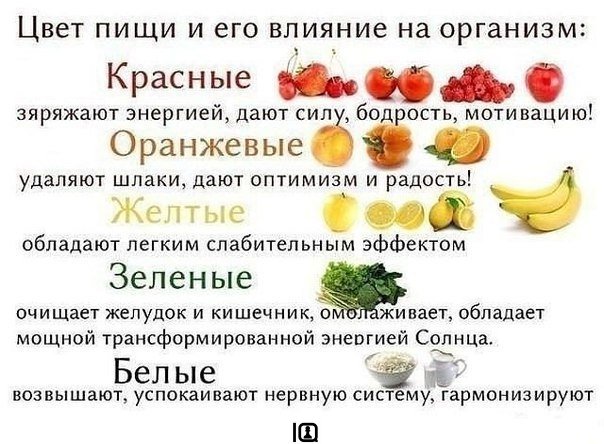 Цвет пищи и его влияние на организм:
Красные
зяряжают энергией, дают силу, бодрость, мотивацию!
Оранжевые
удаляют шлаки, дают оптимизм и радость!
Желтые
обладают легким слабительным эффектом
Зеленые
очищает желудок и кишечник, омолаживает, обладает
мощной трансформированной энергией Солнца.
Белые
возвышают, успокаивают нервную систему, гармонизируют